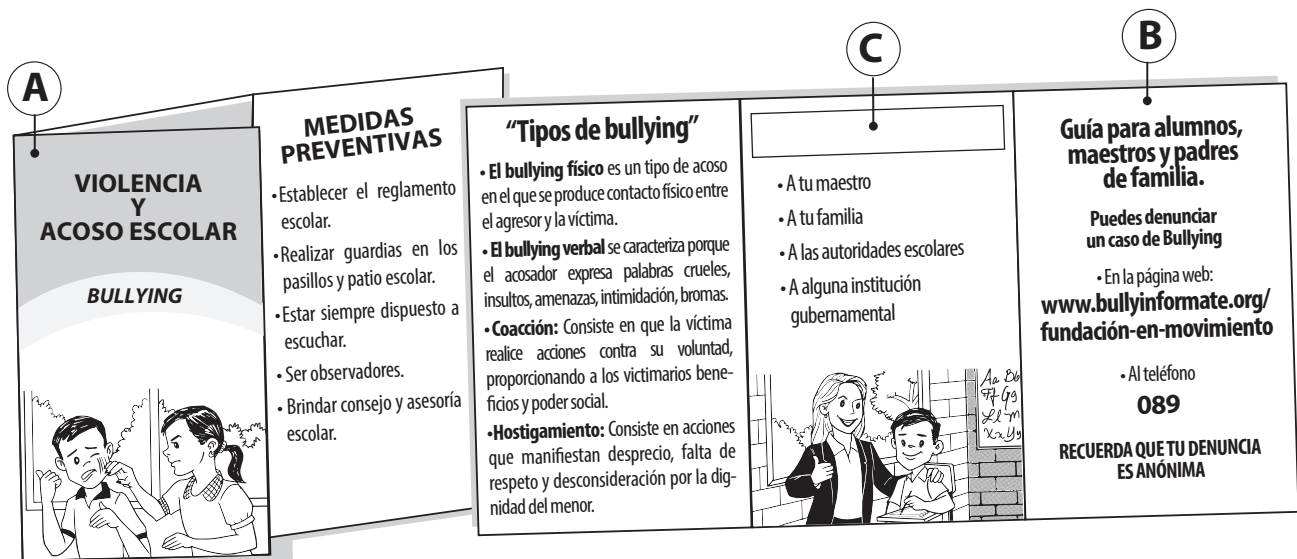 A
VIOLENCIA
Y
ACOSO ESCOLAR
BULLYING
MEDIDAS
PREVENTIVAS
•Establecer el reglamento
escolar.
•Realizar guardias en los
pasillos y patio escolar.
•Estar siempre dispuesto a
escuchar.
• Ser observadores.
• Brindar consejo y asesoría
escolar.
“Tipos de bullying”
• El bullying físico es un tipo de acoso
en el que se produce contacto físico entre
el agresor y la víctima.
• El bullying verbal se caracteriza porque
el acosador expresa palabras crueles,
insultos, amenazas, intimidación, bromas.
• Coacción: Consiste en que la víctima
realice acciones contra su voluntad,
proporcionando a los victimarios bene-
ficios y poder social.
•Hostigamiento: Consiste en acciones
que manifiestan desprecio, falta de
respeto y desconsideración por la dig-
nidad del menor.
C
• A tu maestro
• A tu familia
• A las autoridades escolares
• A alguna institución
gubernamental
Aa Bb
Ff Gg
Ll m
Xx Yy
B
Guía para alumnos,
maestros y padres
de familia.
Puedes denunciar
un caso de Bullying
• En la página web:
www.bullyinformate.org/
fundación-en-movimiento
• Al teléfono
089
RECUERDA QUE TU DENUNCIA
ES ANÓNIMA